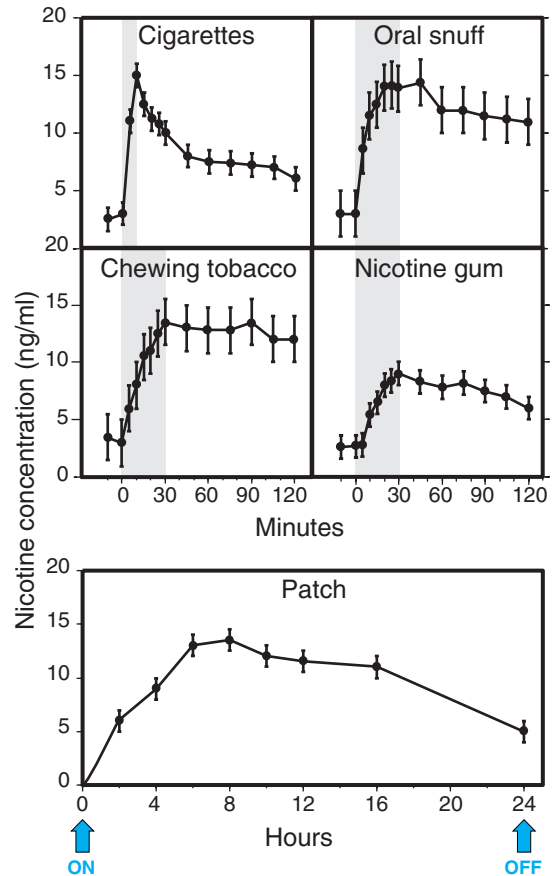 Nicotine concentration (ng/ml)
Cigarettes
Oral snuff
20
15
10
5
20
Chewing tobacco
Nicotine gum
15
10
5
0
0 30 60 90 120
0 30 60 90 120
Minutes
Patch
20
15
10
5
0
0 4 8 12 16 20 24
Hours
ON
OFF